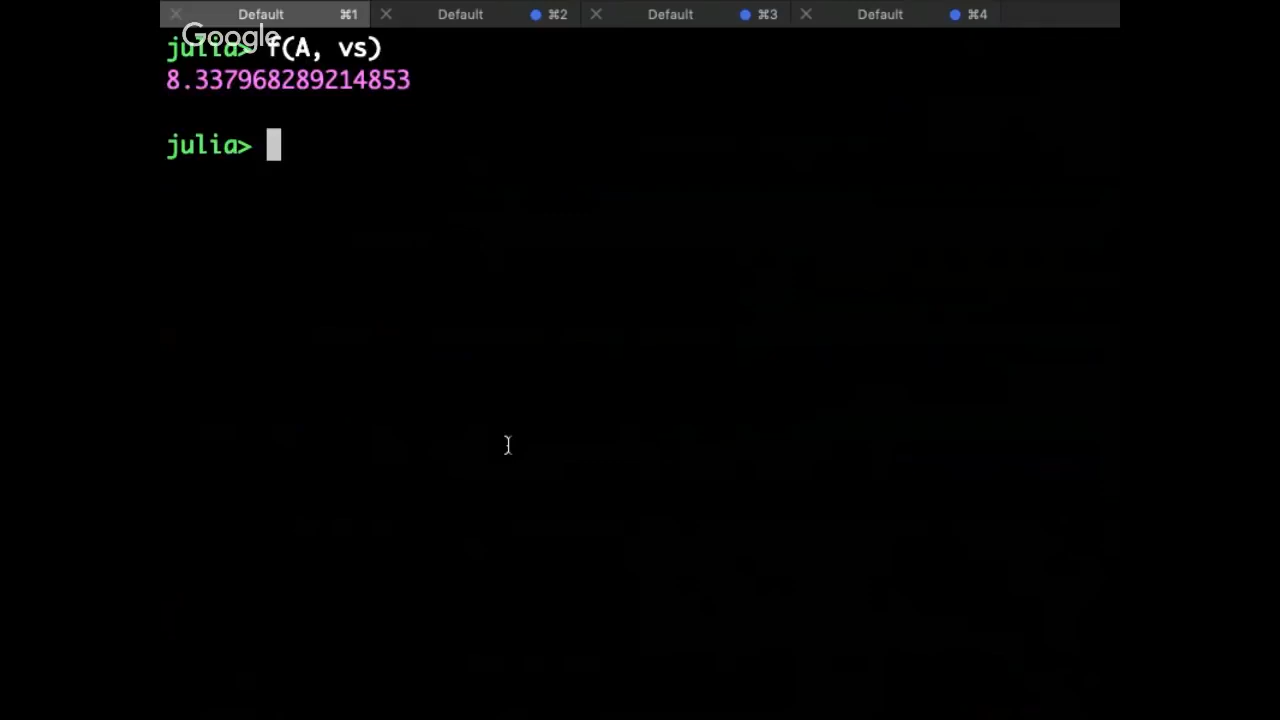 Default ⌘1 Default ⌘2 Default ⌘3 Default ⌘4
Google
julia> f(A, vs)
8.337968289214853
julia>